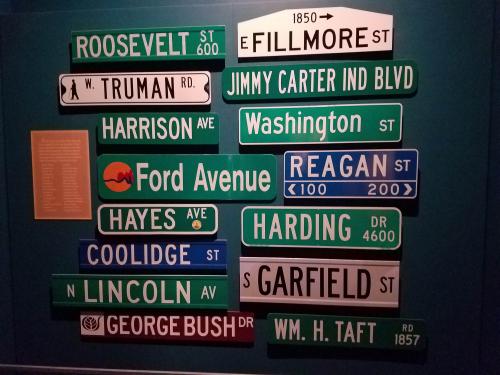 ROOSEVELT ST 600
1850 →
E FILLMORE ST
W. TRUMAN RD.
JIMMY CARTER IND BLVD
HARRISON AVE
Washington ST
Ford Avenue
REAGAN ST
< 100 200 >
HAYES AVE
HARDING DR 4600
COOLIDGE ST
S GARFIELD ST
N LINCOLN AV
GEORGE BUSH DR
WM. H. TAFT RD 1857